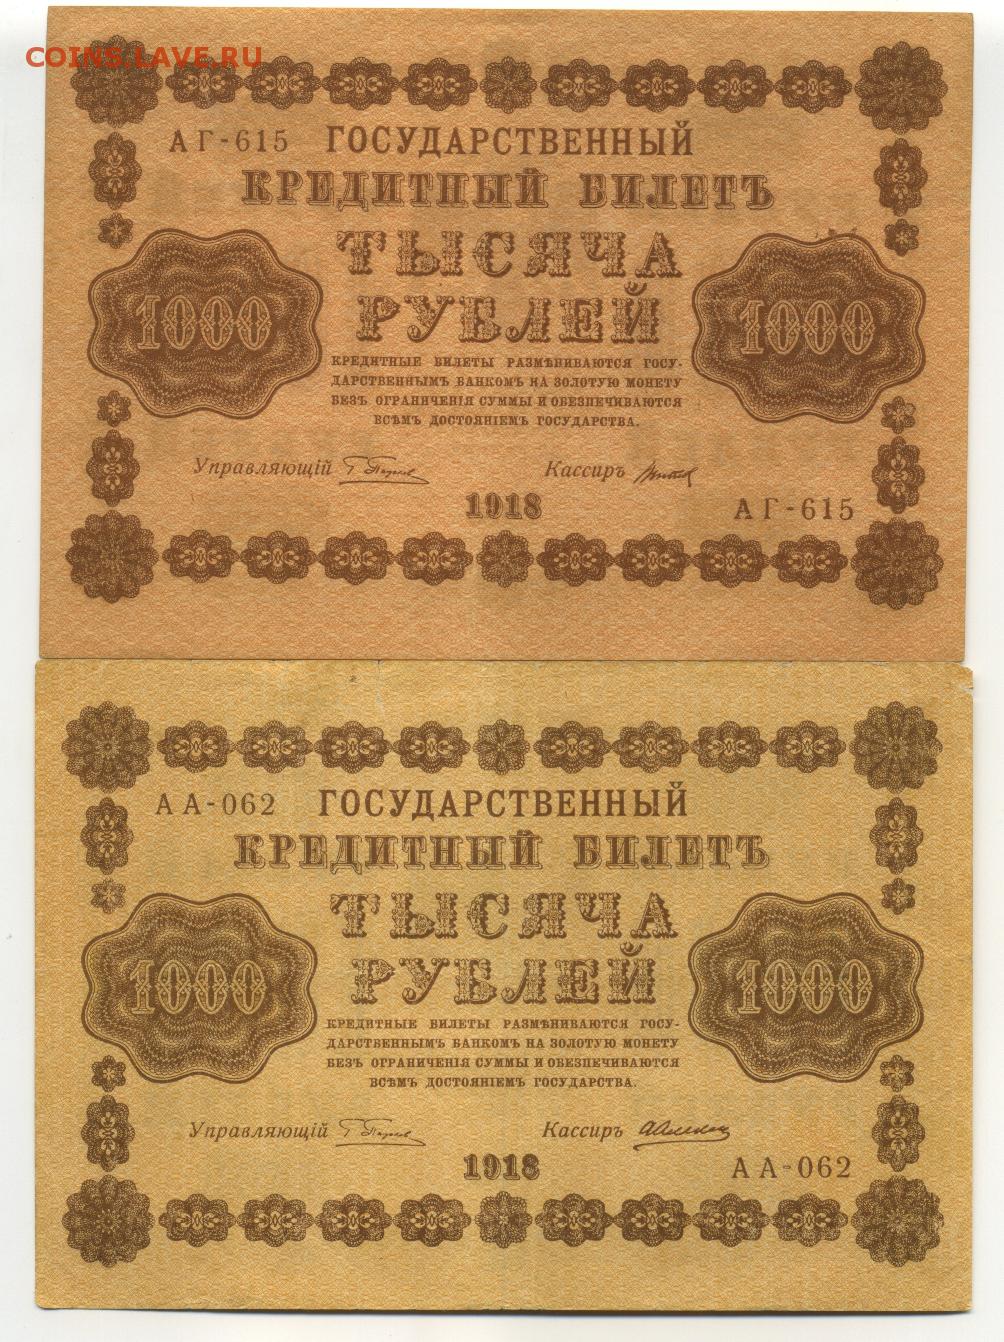 COINS.LAVE.RU
АГ-615 ГОСУДАРСТВЕННЫЙ
КРЕДИТНЫЙ БИЛЕТЪ
ТЫСЯЧА
РУБЛЕЙ
1000 1000
КРЕДИТНЫЕ БИЛЕТЫ РАЗМѢНИВАЮТСЯ ГОСУ-
ДАРСТВЕННЫМЪ БАНКОМЪ НА ЗОЛОТУЮ МОНЕТУ
БЕЗЪ ОГРАНИЧЕНІЯ СУММЫ И ОБЕЗПЕЧИВАЮТСЯ
ВСѢМЪ ДОСТОЯНІЕМЪ ГОСУДАРСТВА.
Управляющій Кассиръ
1918
АГ-615
АА-062 ГОСУДАРСТВЕННЫЙ
КРЕДИТНЫЙ БИЛЕТЪ
ТЫСЯЧА
РУБЛЕЙ
1000 1000
КРЕДИТНЫЕ БИЛЕТЫ РАЗМѢНИВАЮТСЯ ГОСУ-
ДАРСТВЕННЫМЪ БАНКОМЪ НА ЗОЛОТУЮ МОНЕТУ
БЕЗЪ ОГРАНИЧЕНІЯ СУММЫ И ОБЕЗПЕЧИВАЮТСЯ
ВСѢМЪ ДОСТОЯНІЕМЪ ГОСУДАРСТВА.
Управляющій Кассиръ
1918
АА-062